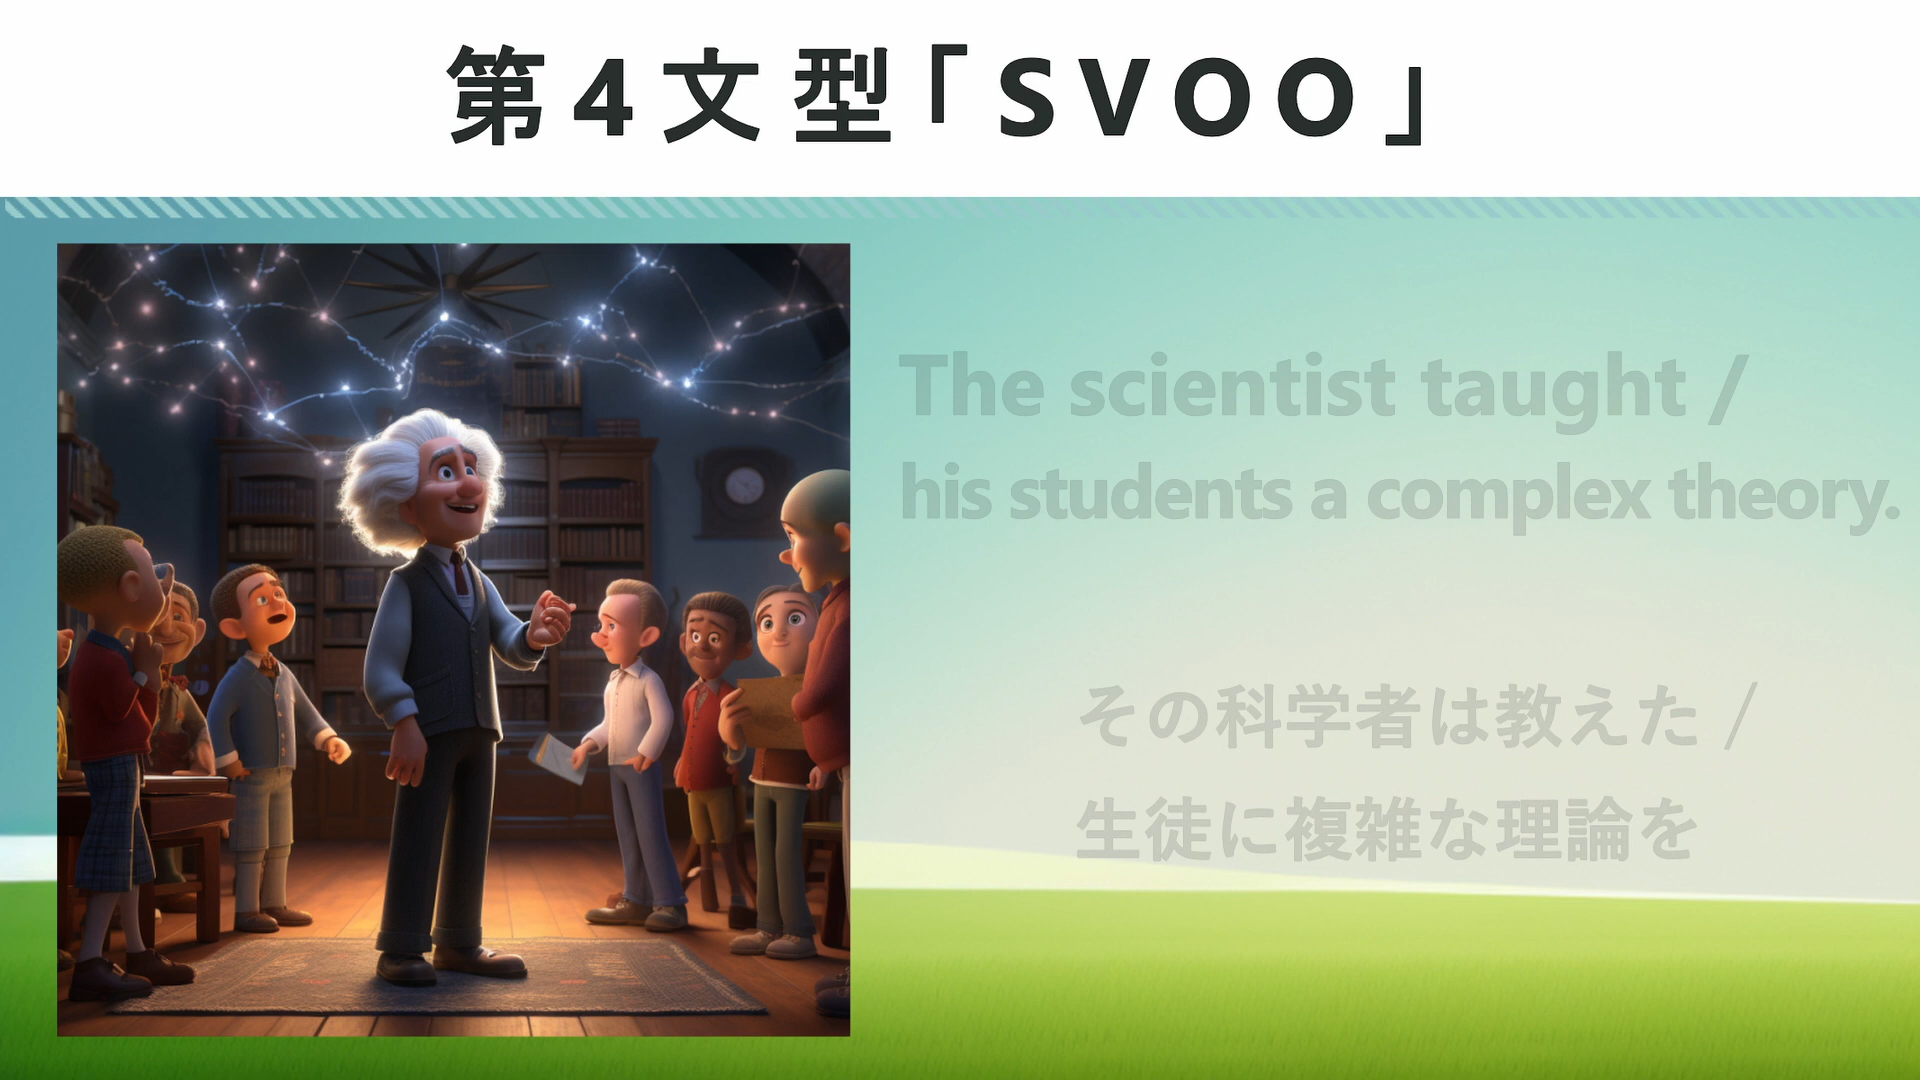 第4文型「SVOO」
The scientist taught /
his students a complex theory.
その科学者は教えた /
生徒に複雑な理論を